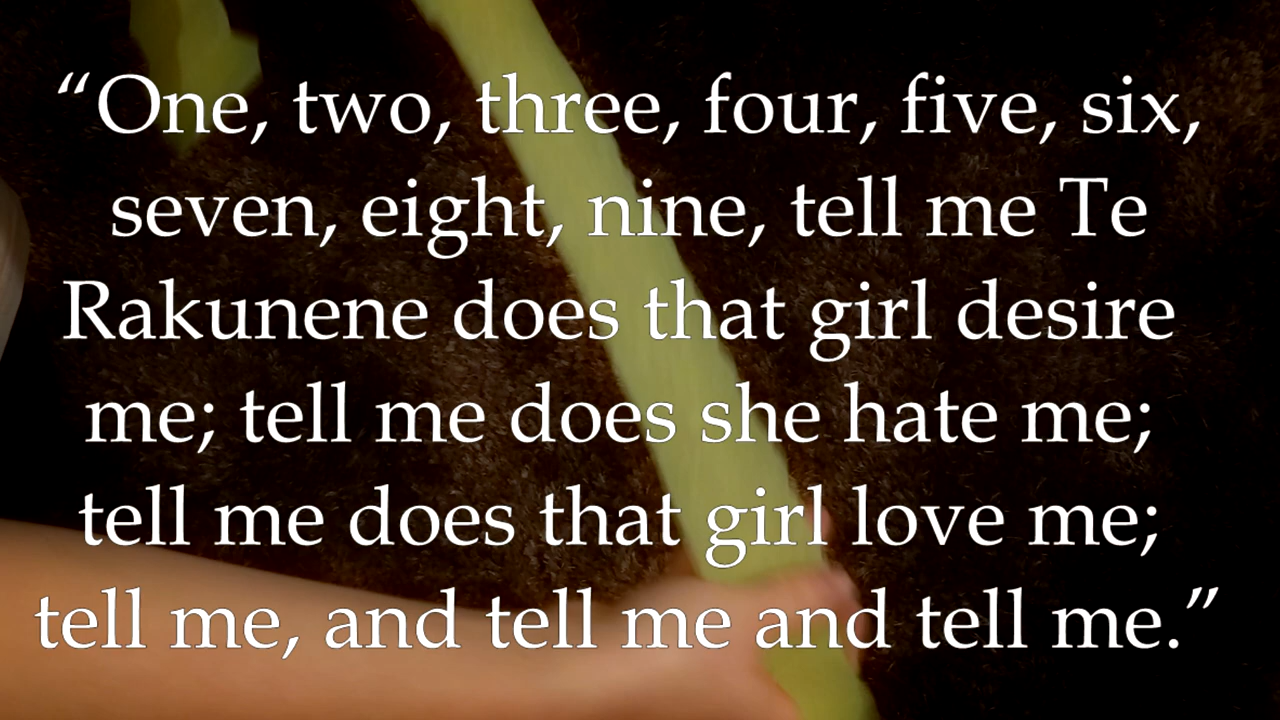 “One, two, three, four, five, six,
seven, eight, nine, tell me Te
Rakunene does that girl desire
me; tell me does she hate me;
tell me does that girl love me;
tell me, and tell me and tell me.”